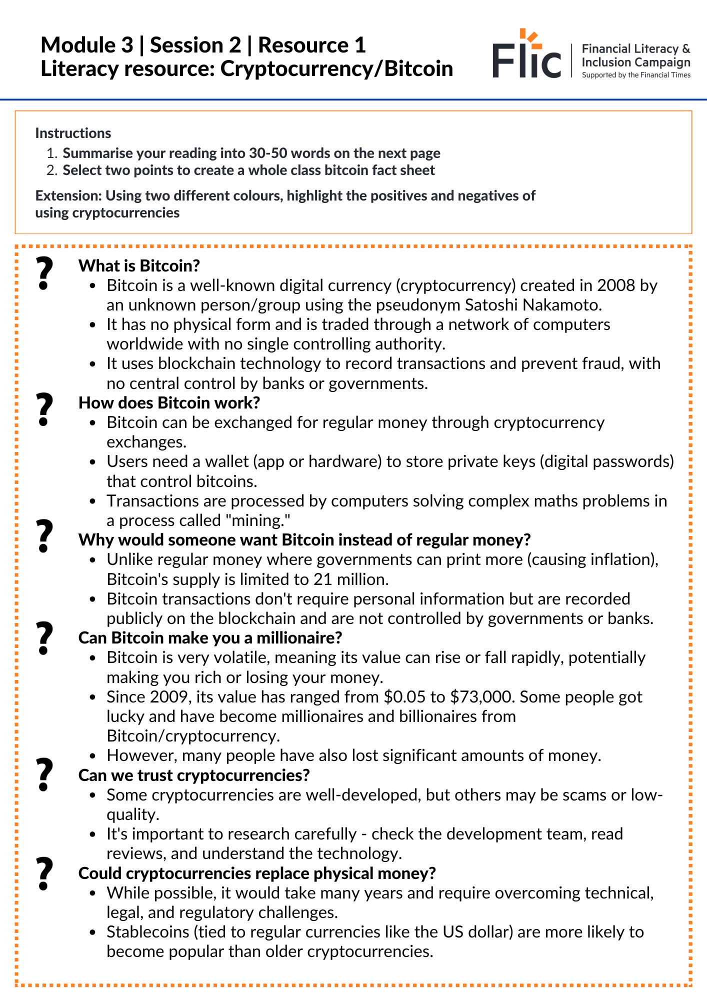 Module 3 | Session 2 | Resource 1
Literacy resource: Cryptocurrency/Bitcoin
Flic
Financial Literacy &
Inclusion Campaign
Supported by the Financial Times
Instructions
1. Summarise your reading into 30-50 words on the next page
2. Select two points to create a whole class bitcoin fact sheet
Extension: Using two different colours, highlight the positives and negatives of
using cryptocurrencies
? What is Bitcoin?
• Bitcoin is a well-known digital currency (cryptocurrency) created in 2008 by
an unknown person/group using the pseudonym Satoshi Nakamoto.
• It has no physical form and is traded through a network of computers
worldwide with no single controlling authority.
• It uses blockchain technology to record transactions and prevent fraud, with
no central control by banks or governments.
? How does Bitcoin work?
• Bitcoin can be exchanged for regular money through cryptocurrency
exchanges.
• Users need a wallet (app or hardware) to store private keys (digital passwords)
that control bitcoins.
• Transactions are processed by computers solving complex maths problems in
a process called "mining."
? Why would someone want Bitcoin instead of regular money?
• Unlike regular money where governments can print more (causing inflation),
Bitcoin's supply is limited to 21 million.
• Bitcoin transactions don't require personal information but are recorded
publicly on the blockchain and are not controlled by governments or banks.
? Can Bitcoin make you a millionaire?
• Bitcoin is very volatile, meaning its value can rise or fall rapidly, potentially
making you rich or losing your money.
• Since 2009, its value has ranged from $0.05 to $73,000. Some people got
lucky and have become millionaires and billionaires from
Bitcoin/cryptocurrency.
• However, many people have also lost significant amounts of money.
? Can we trust cryptocurrencies?
• Some cryptocurrencies are well-developed, but others may be scams or low-
quality.
• It's important to research carefully - check the development team, read
reviews, and understand the technology.
? Could cryptocurrencies replace physical money?
• While possible, it would take many years and require overcoming technical,
legal, and regulatory challenges.
• Stablecoins (tied to regular currencies like the US dollar) are more likely to
become popular than older cryptocurrencies.